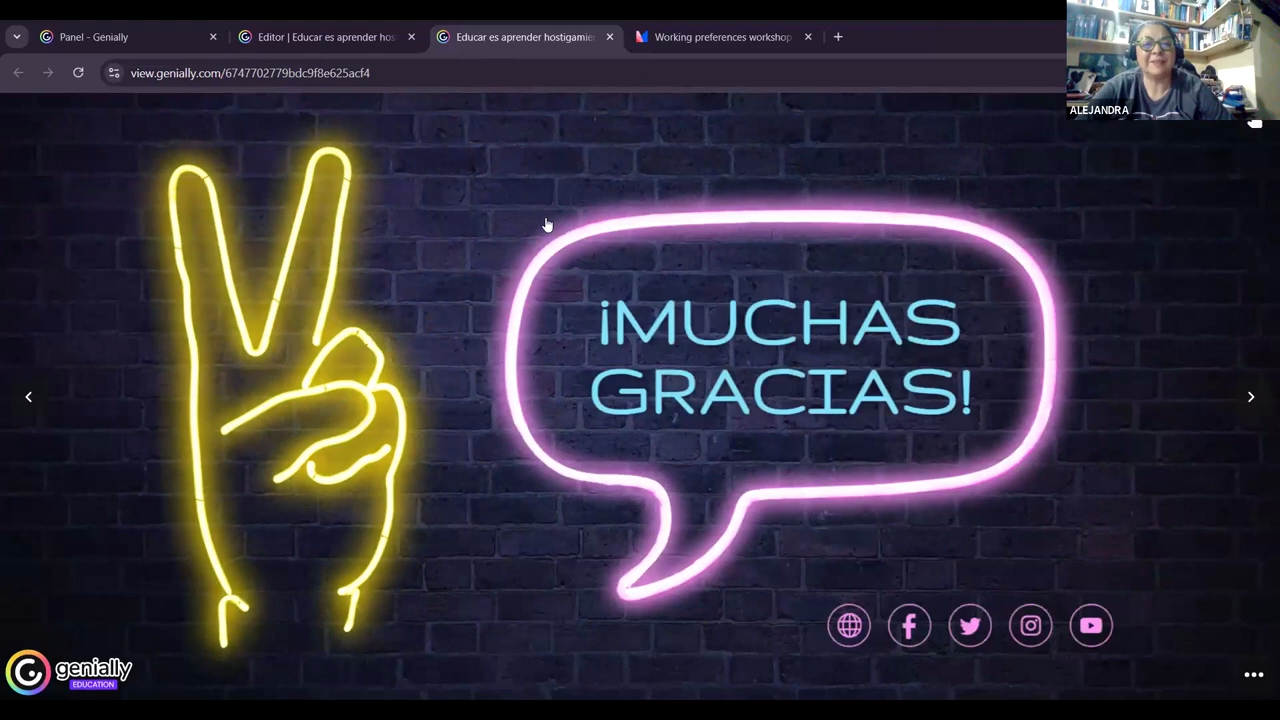 Panel - Genially
Editor | Educar es aprender hos
Educar es aprender hostigamie
Working preferences workshop
view.genially.com/6747702779bdc9f8e625acf4
ALEJANDRA
¡MUCHAS
GRACIAS!
genially
EDUCATION